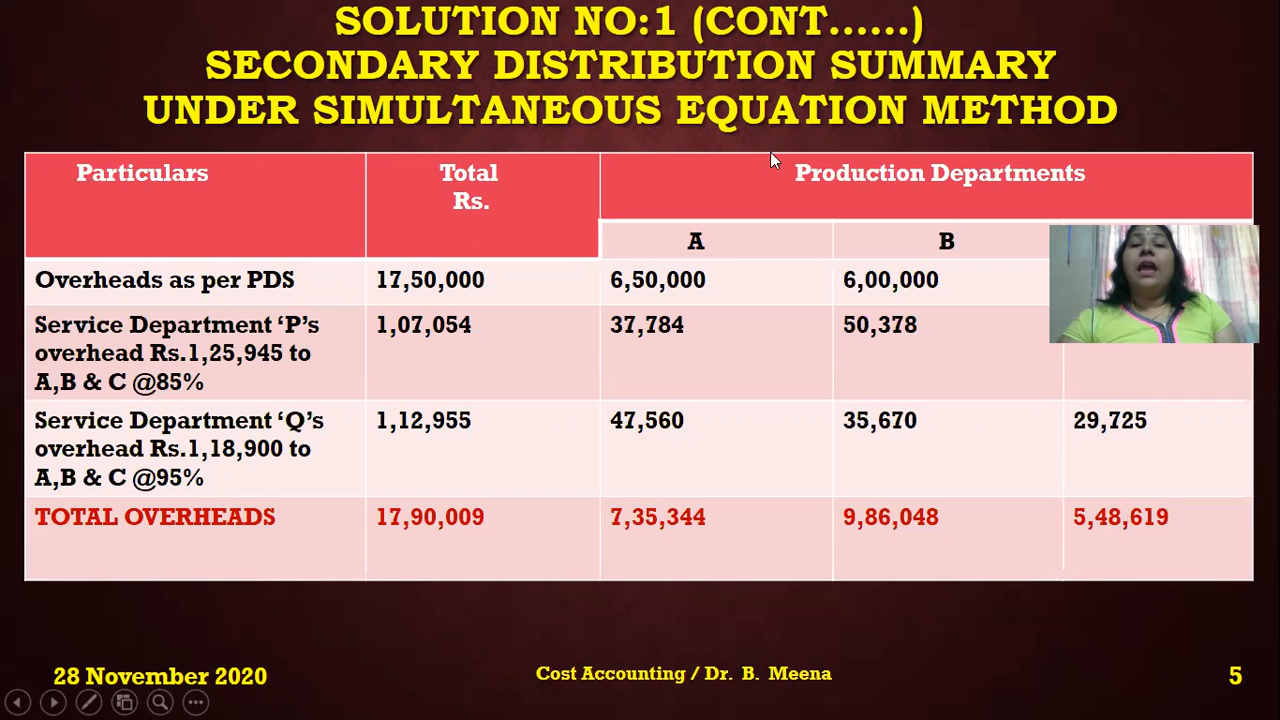 SOLUTION NO:1 (CONT......)
SECONDARY DISTRIBUTION SUMMARY
UNDER SIMULTANEOUS EQUATION METHOD
Particulars
Total
Rs.
Production Departments
A
B
Overheads as per PDS
17,50,000
6,50,000
6,00,000
Service Department ‘P’s
overhead Rs.1,25,945 to
A,B & C @85%
1,07,054
37,784
50,378
Service Department ‘Q’s
overhead Rs.1,18,900 to
A,B & C @95%
1,12,955
47,560
35,670
29,725
TOTAL OVERHEADS
17,90,009
7,35,344
9,86,048
5,48,619
28 November 2020
Cost Accounting / Dr. B. Meena
5